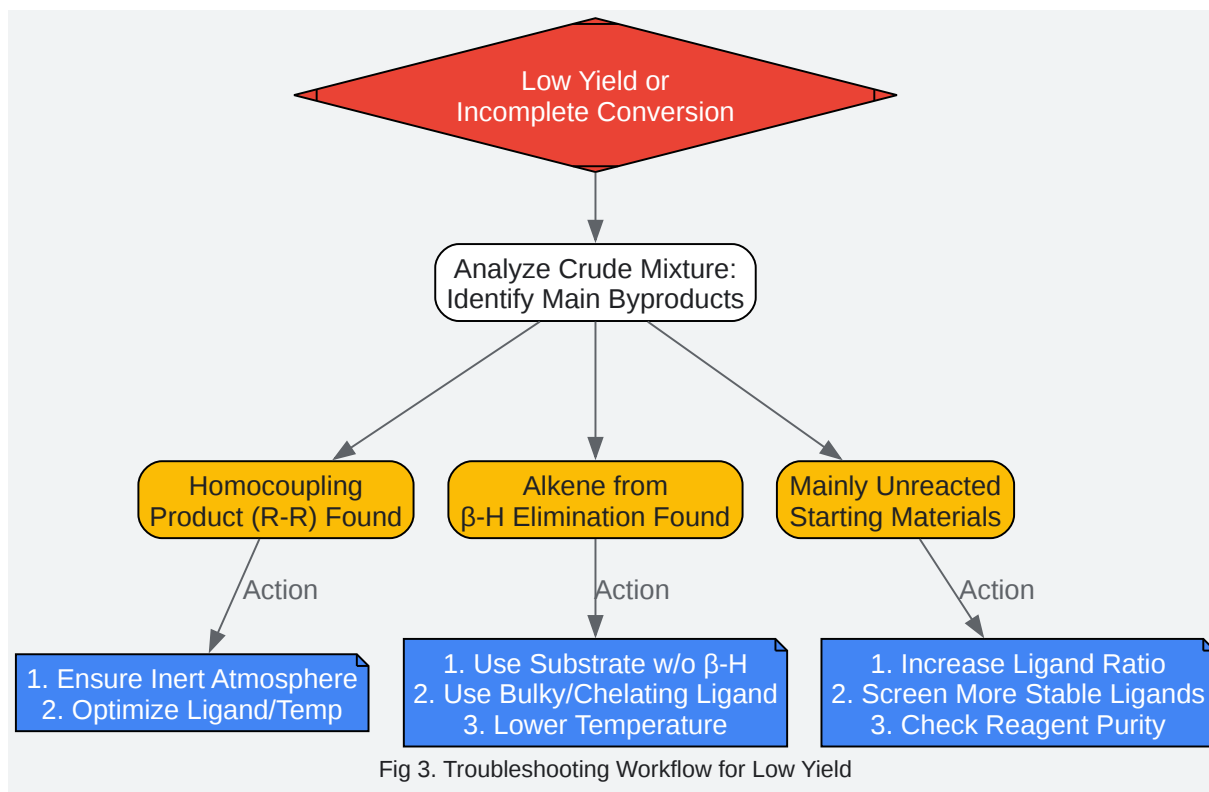 Low Yield or
Incomplete Conversion
Analyze Crude Mixture:
Identify Main Byproducts
Homocoupling
Product (R-R) Found
Alkene from
β-H Elimination Found
Mainly Unreacted
Starting Materials
Action
Action
Action
1. Ensure Inert Atmosphere
2. Optimize Ligand/Temp
1. Use Substrate w/o β-H
2. Use Bulky/Chelating Ligand
3. Lower Temperature
1. Increase Ligand Ratio
2. Screen More Stable Ligands
3. Check Reagent Purity
Fig 3. Troubleshooting Workflow for Low Yield